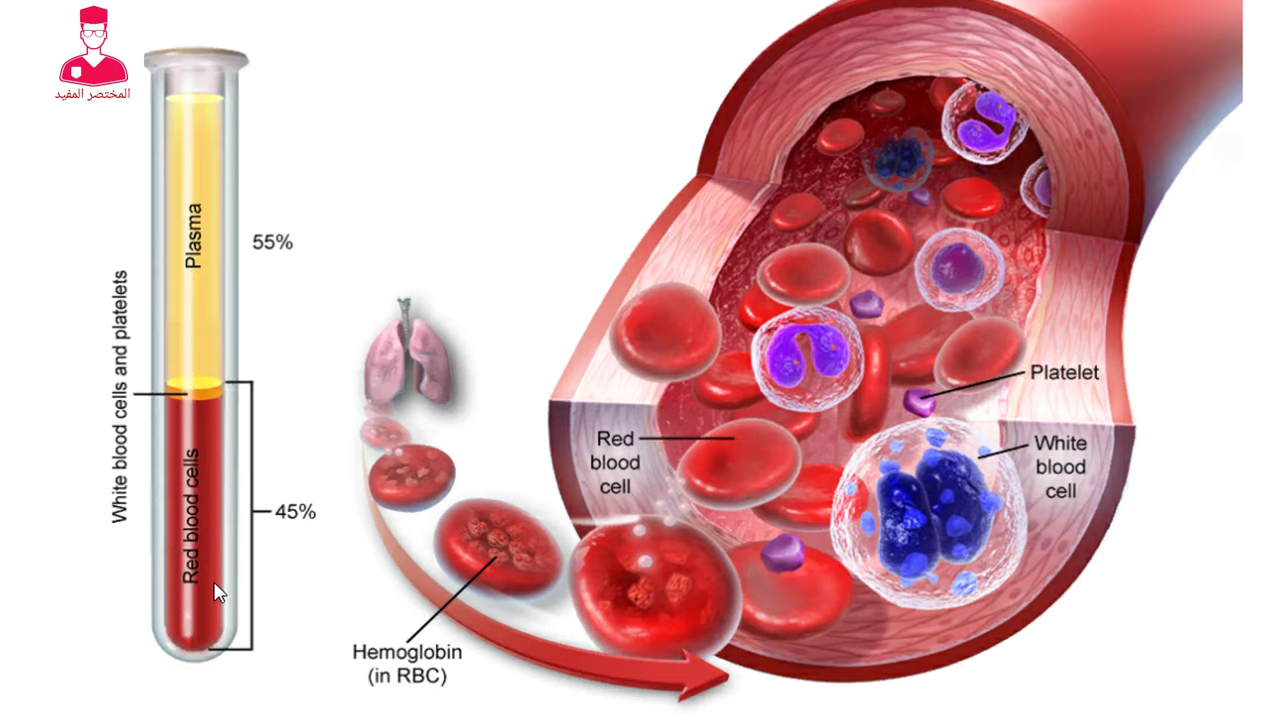 المختصر المفيد
Plasma
55%
White blood cells and platelets
Red blood cells
45%
Hemoglobin
(in RBC)
Red
blood
cell
Platelet
White
blood
cell